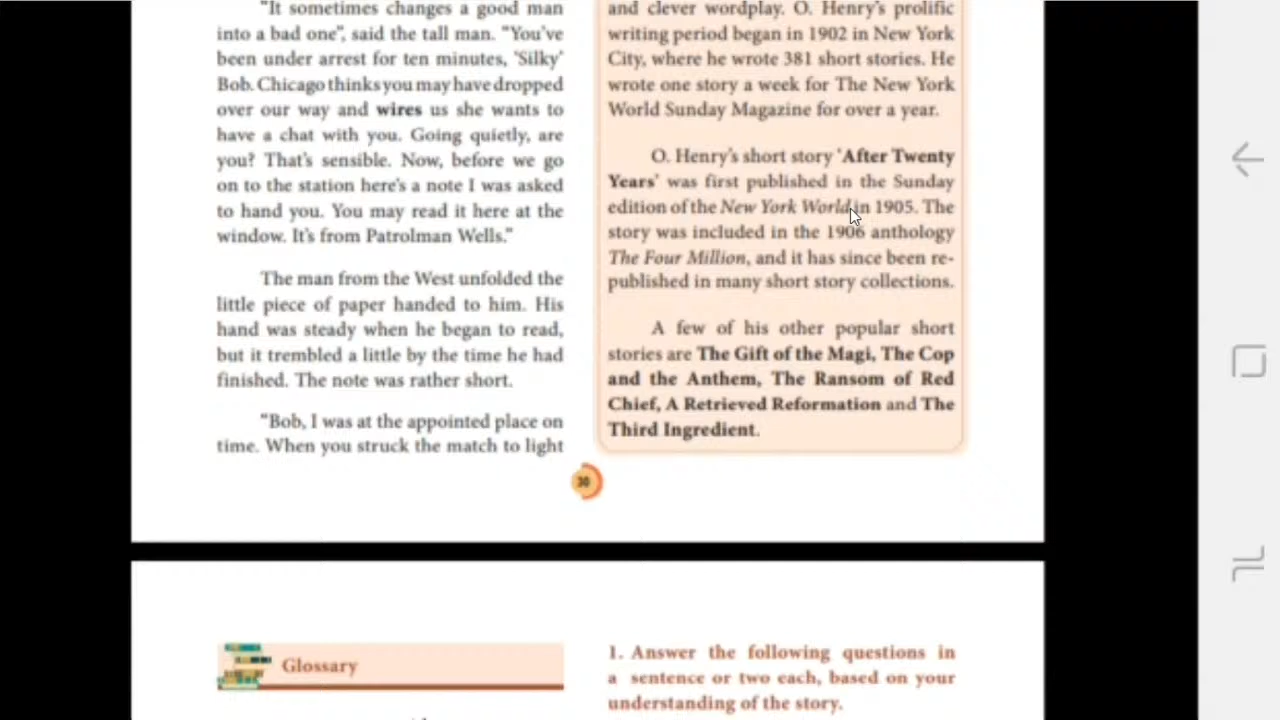 "It sometimes changes a good man
into a bad one", said the tall man. "You've
been under arrest for ten minutes, 'Silky'
Bob. Chicago thinks you may have dropped
over our way and wires us she wants to
have a chat with you. Going quietly, are
you? That's sensible. Now, before we go
on to the station here's a note I was asked
to hand you. You may read it here at the
window. It's from Patrolman Wells."
The man from the West unfolded the
little piece of paper handed to him. His
hand was steady when he began to read,
but it trembled a little by the time he had
finished. The note was rather short.
"Bob, I was at the appointed place on
time. When you struck the match to light
and clever wordplay. O. Henry's prolific
writing period began in 1902 in New York
City, where he wrote 381 short stories. He
wrote one story a week for The New York
World Sunday Magazine for over a year.
O. Henry's short story 'After Twenty
Years' was first published in the Sunday
edition of the New York World in 1905. The
story was included in the 1906 anthology
The Four Million, and it has since been re-
published in many short story collections.
A few of his other popular short
stories are The Gift of the Magi, The Cop
and the Anthem, The Ransom of Red
Chief, A Retrieved Reformation and The
Third Ingredient.
30
Glossary
1. Answer the following questions in
a sentence or two each, based on your
understanding of the story.